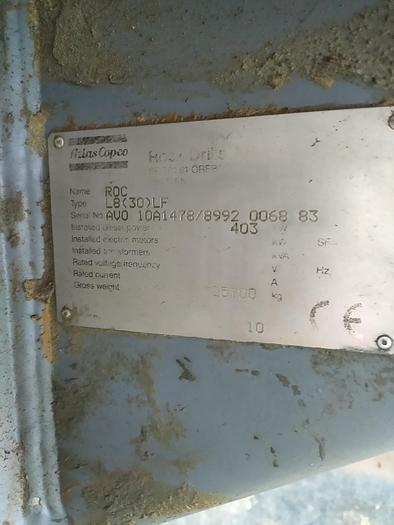 Atlas Copco
Rock Drills
Name ROC
Type L8(30)LF
Serial No. AVO 10A1478/8992 0068 83
Installed diesel power 403 kW
Installed electric motors kW SF
Installed transformers kVA
Rated voltage/frequency V Hz
Rated current A
Gross weight kg
10
CE